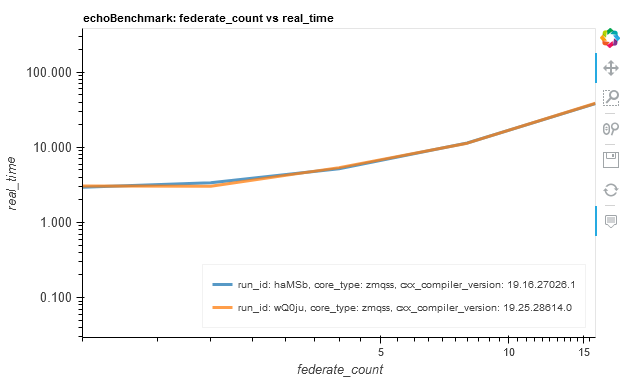 echoBenchmark: federate_count vs real_time
100.000
10.000
1.000
0.100
real_time
run_id: haMSb, core_type: zmqss, cxx_compiler_version: 19.16.27026.1
run_id: wQ0ju, core_type: zmqss, cxx_compiler_version: 19.25.28614.0
5
10
15
federate_count